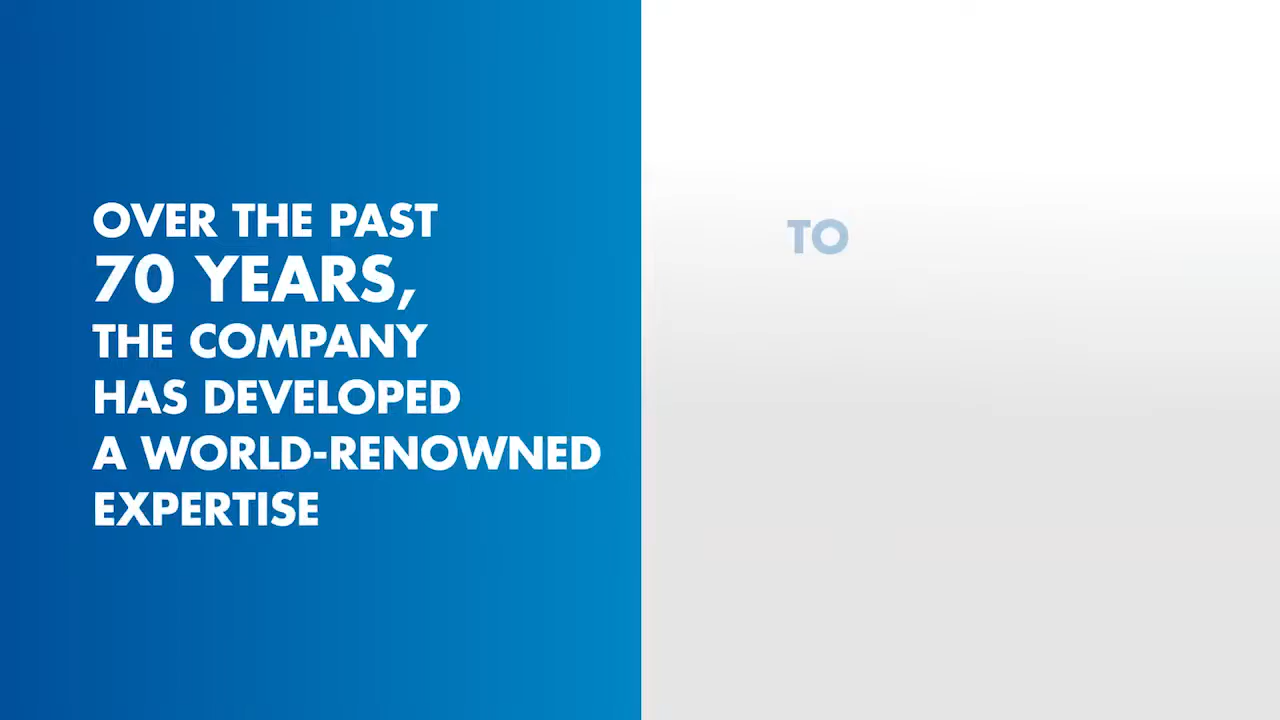 OVER THE PAST
70 YEARS,
THE COMPANY
HAS DEVELOPED
A WORLD-RENOWNED
EXPERTISE
TO